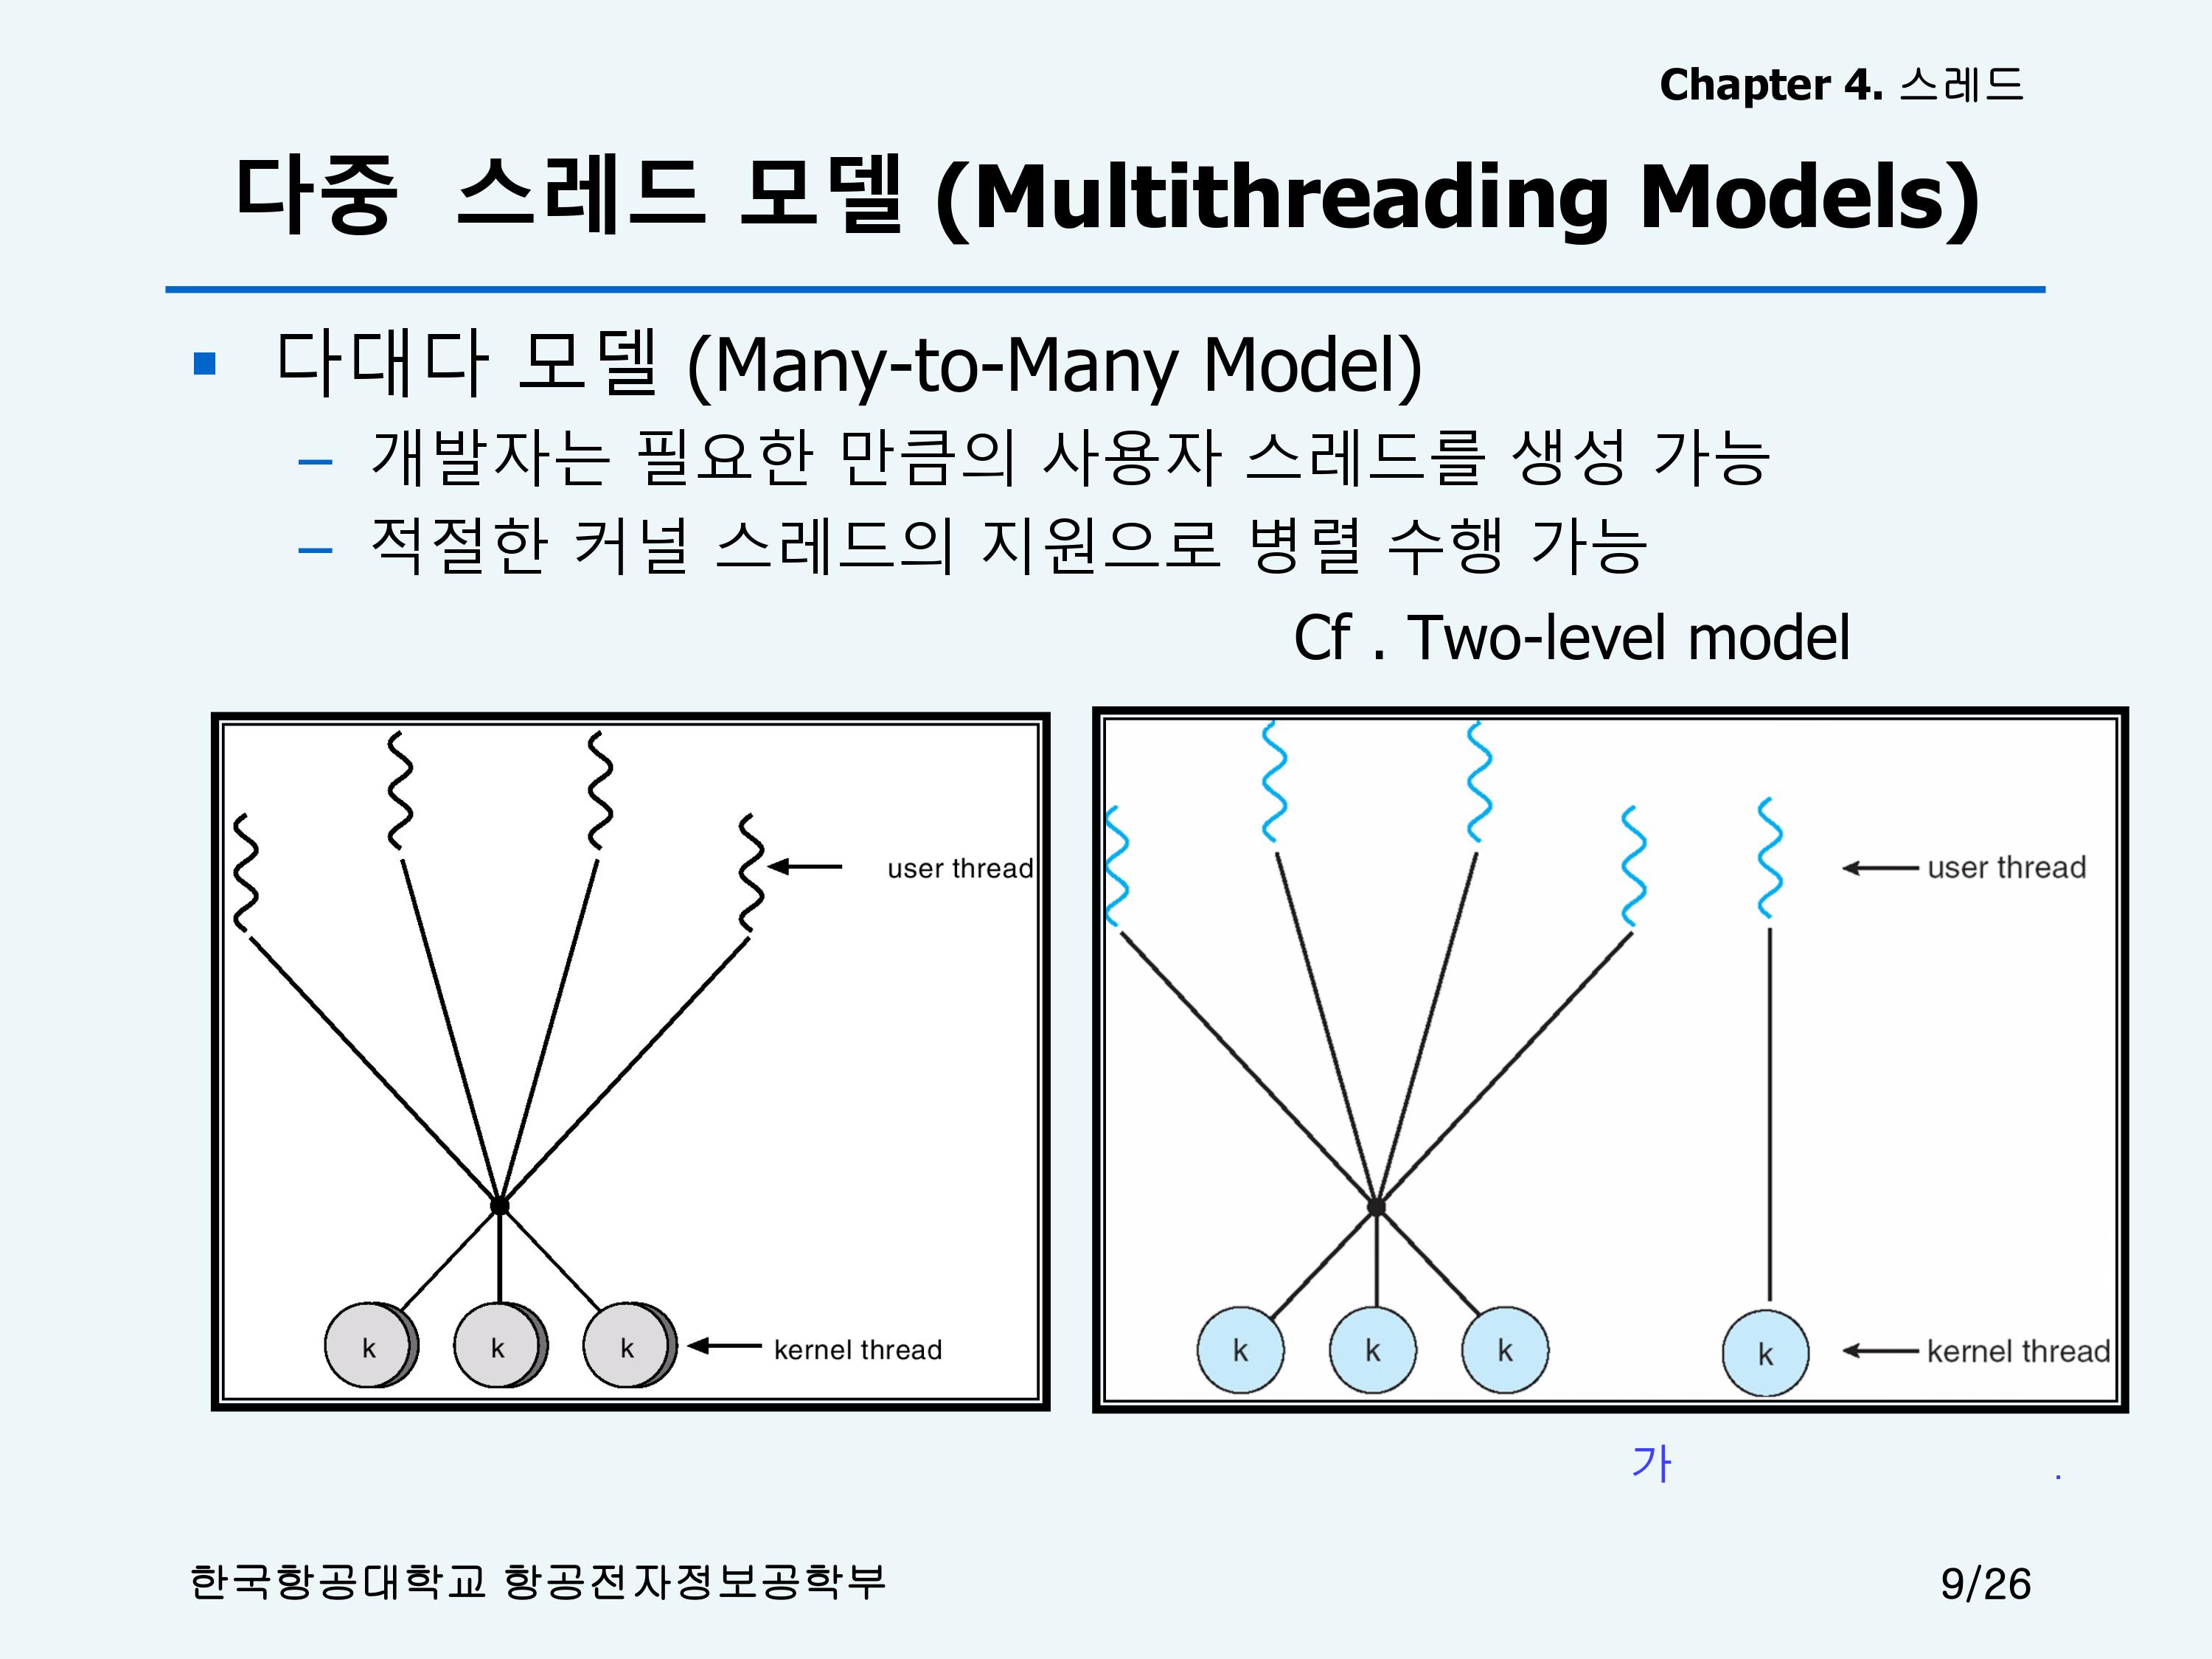 Chapter 4. 스레드
다중 스레드 모델 (Multithreading Models)
▪ 다대다 모델 (Many-to-Many Model)
– 개발자는 필요한 만큼의 사용자 스레드를 생성 가능
– 적절한 커널 스레드의 지원으로 병렬 수행 가능
Cf . Two-level model
user thread
k k k
kernel thread
user thread
k k k k
kernel thread
가 .
한국항공대학교 항공전자정보공학부
9/26